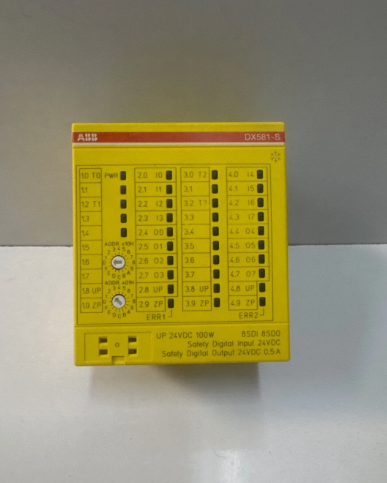 ABB DX581-S
1.0 T0 PWR 2.0 I0 3.0 T2 4.0 I4
1.1 2.1 I1 3.1 4.1 I5
1.2 T1 2.2 I2 3.2 4.2 I6
1.3 2.3 I3 3.3 4.3 I7
1.4 2.4 O0 3.4 4.4 O4
1.5 ADDR x10H 2.5 O1 3.5 4.5 O5
1.6 2.6 O2 3.6 4.6 O6
1.7 ADDR x01H 2.7 O3 3.7 4.7 O7
1.8 UP 2.8 UP 3.8 UP 4.8 UP
1.9 ZP 2.9 ZP 3.9 ZP 4.9 ZP
ERR1 ERR2
UP 24VDC 100W 8SDI 8SDO
Safety Digital Input 24VDC
Safety Digital Output 24VDC 0.5A